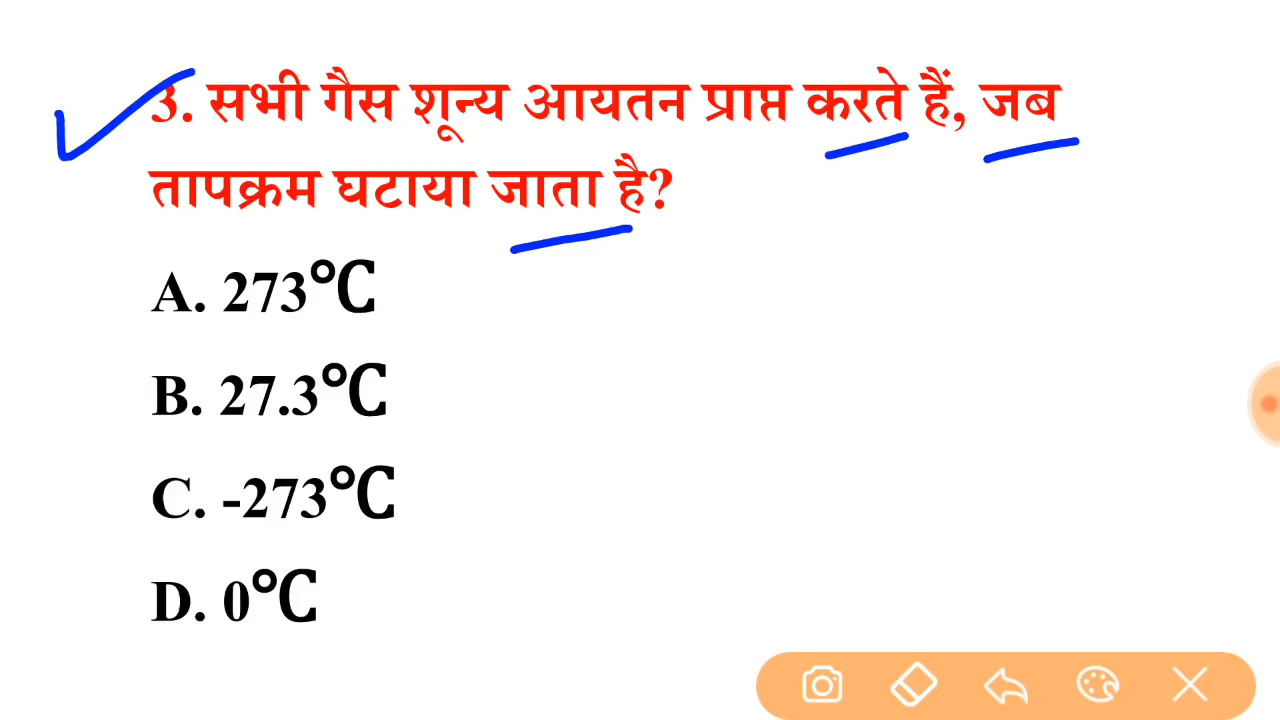 3. सभी गैस शून्य आयतन प्राप्त करते हैं, जब
तापक्रम घटाया जाता है?
A. 273℃
B. 27.3℃
C. -273℃
D. 0℃